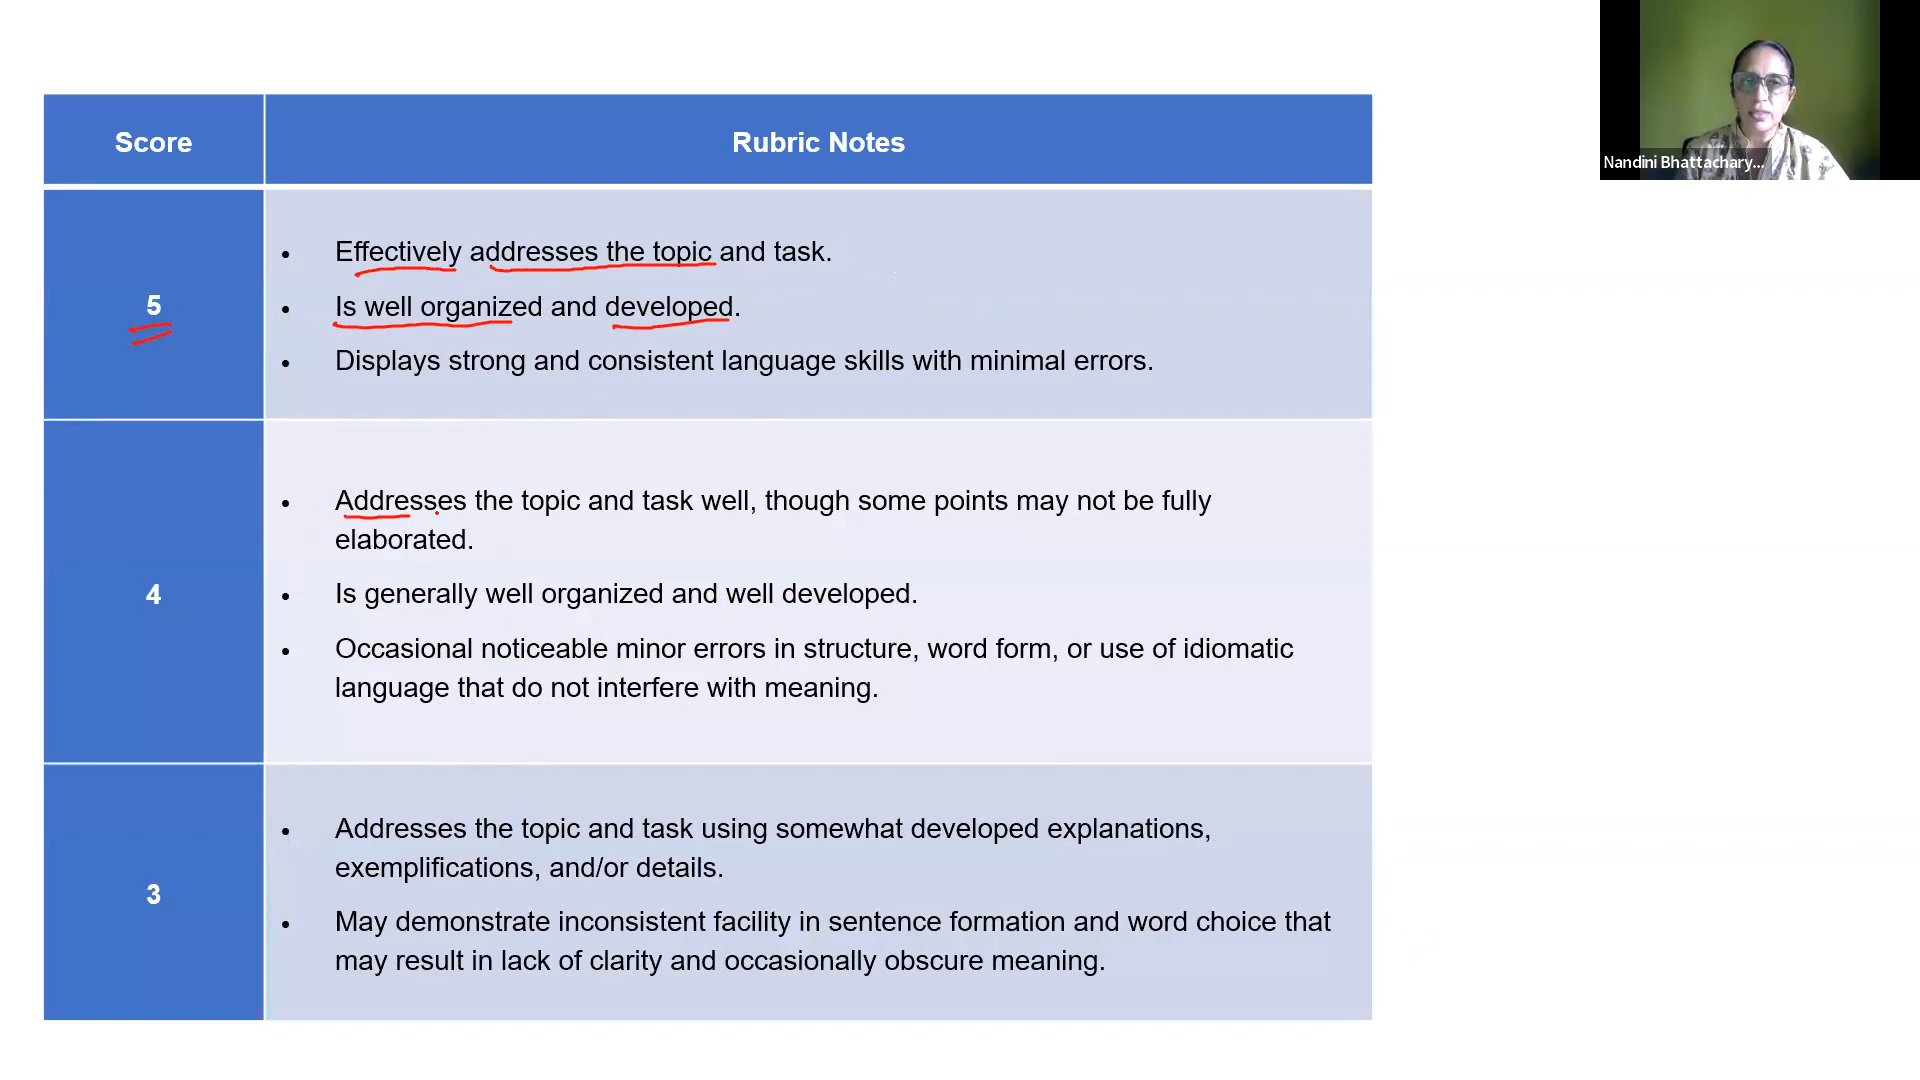 Score
Rubric Notes
5
• Effectively addresses the topic and task.
• Is well organized and developed.
• Displays strong and consistent language skills with minimal errors.
4
• Addresses the topic and task well, though some points may not be fully
elaborated.
• Is generally well organized and well developed.
• Occasional noticeable minor errors in structure, word form, or use of idiomatic
language that do not interfere with meaning.
3
• Addresses the topic and task using somewhat developed explanations,
exemplifications, and/or details.
• May demonstrate inconsistent facility in sentence formation and word choice that
may result in lack of clarity and occasionally obscure meaning.
Nandini Bhattachary...